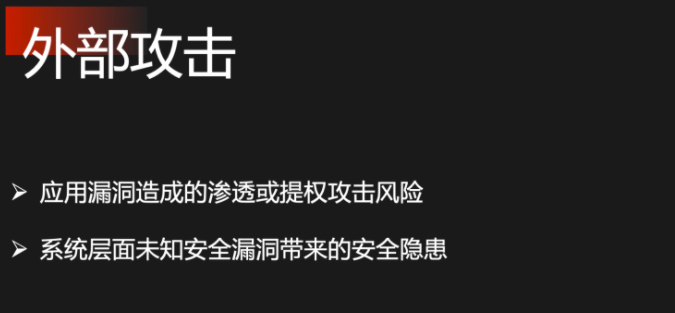 外部攻击
➢ 应用漏洞造成的渗透或提权攻击风险
➢ 系统层面未知安全漏洞带来的安全隐患